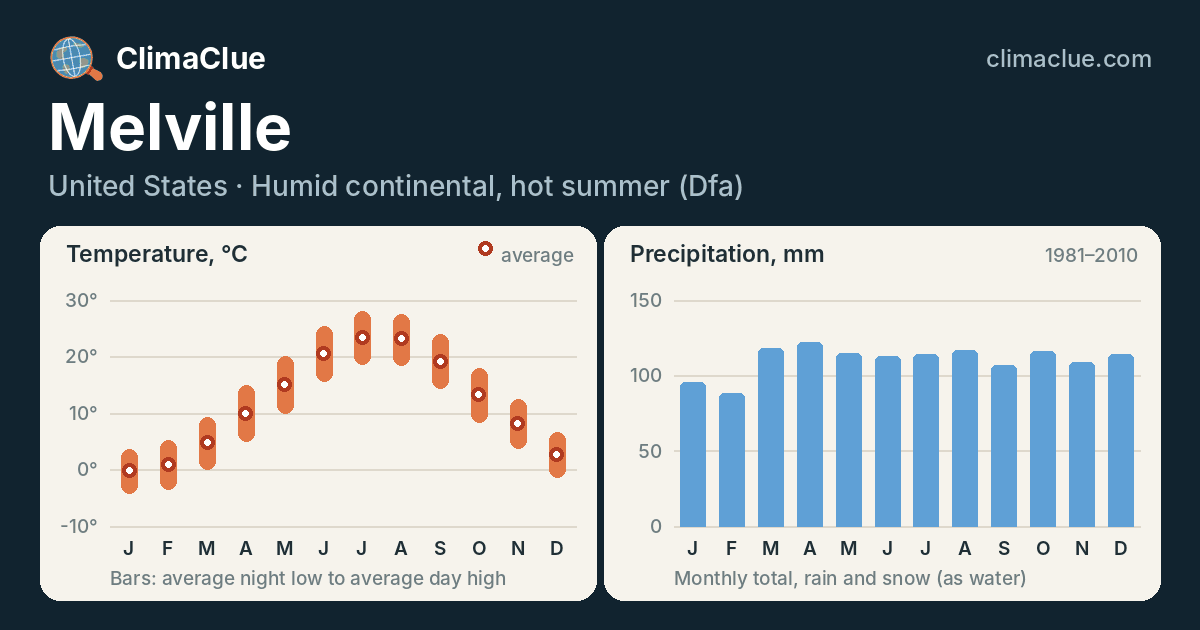 ClimaClue
climaclue.com
Melville
United States · Humid continental, hot summer (Dfa)
Temperature, °C
average
30°
20°
10°
0°
-10°
J F M A M J J A S O N D
Bars: average night low to average day high
Precipitation, mm
1981–2010
150
100
50
0
J F M A M J J A S O N D
Monthly total, rain and snow (as water)